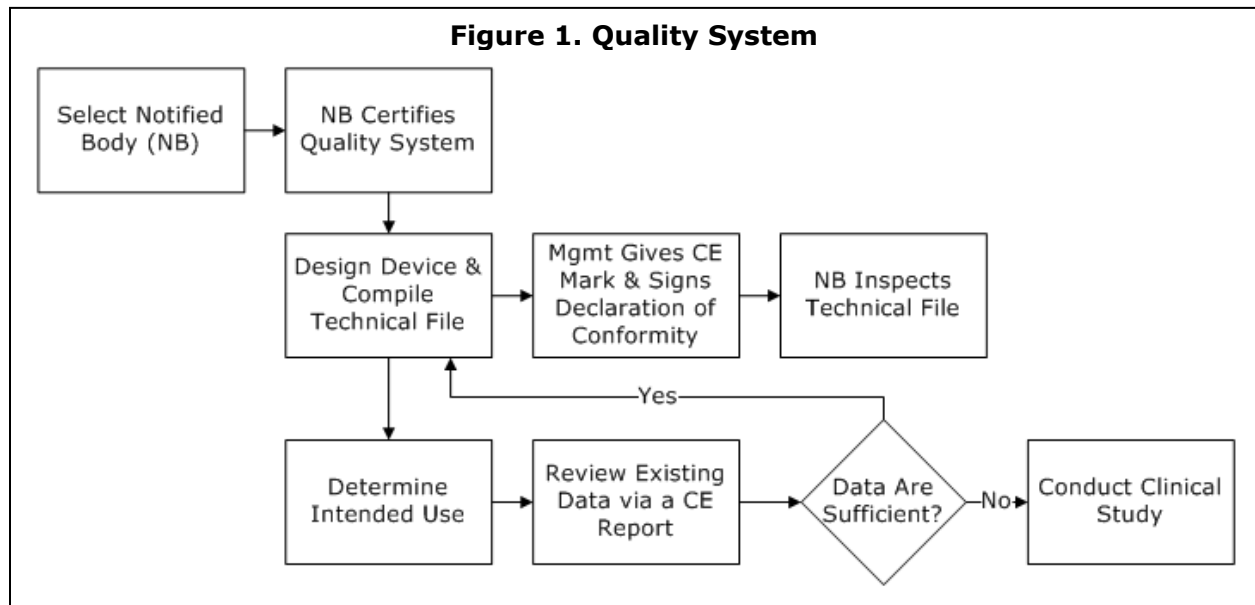 Figure 1. Quality System
Select Notified
Body (NB)
NB Certifies
Quality System
Design Device &
Compile
Technical File
Mgmt Gives CE
Mark & Signs
Declaration of
Conformity
NB Inspects
Technical File
Yes
Determine
Intended Use
Review Existing
Data via a CE
Report
Data Are
Sufficient?
No
Conduct Clinical
Study